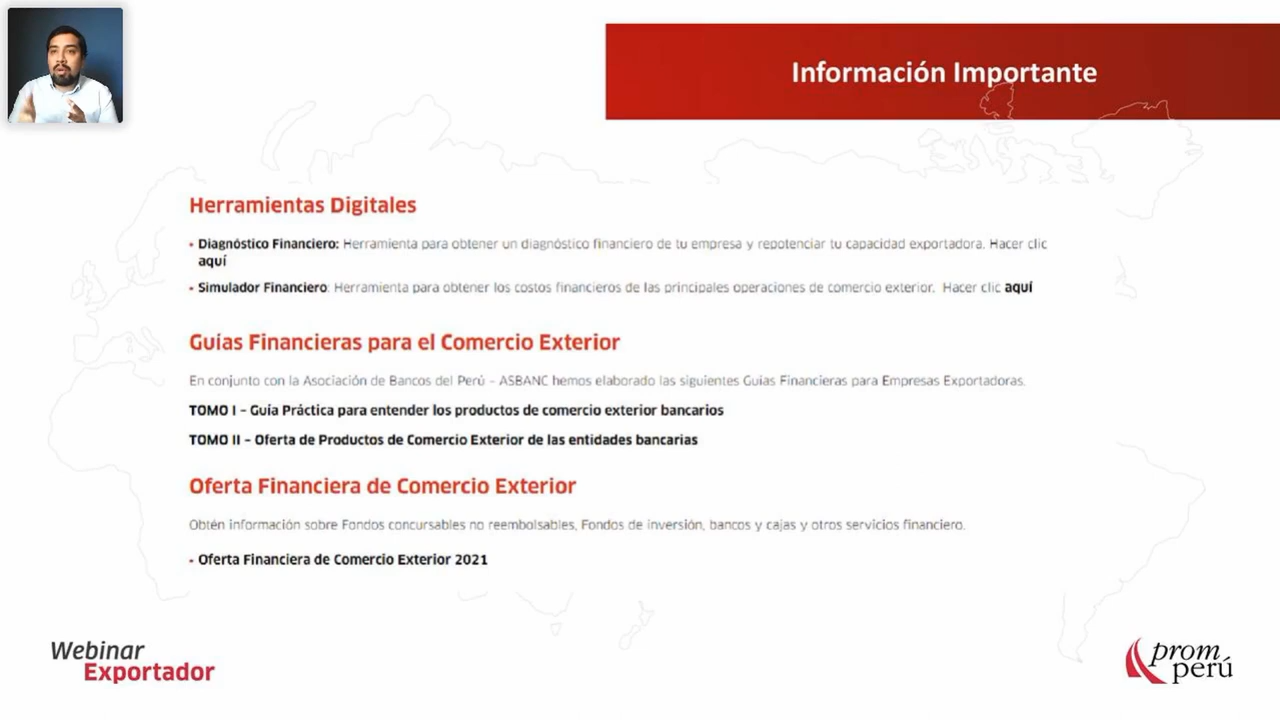 Información Importante
Herramientas Digitales
• Diagnóstico Financiero: Herramienta para obtener un diagnóstico financiero de tu empresa y repotenciar tu capacidad exportadora. Hacer clic
aquí
• Simulador Financiero: Herramienta para obtener los costos financieros de las principales operaciones de comercio exterior. Hacer clic aquí
Guías Financieras para el Comercio Exterior
En conjunto con la Asociación de Bancos del Perú - ASBANC hemos elaborado las siguientes Guías Financieras para Empresas Exportadoras.
TOMO I - Guía Práctica para entender los productos de comercio exterior bancarios
TOMO II - Oferta de Productos de Comercio Exterior de las entidades bancarias
Oferta Financiera de Comercio Exterior
Obtén información sobre Fondos concursables no reembolsables, Fondos de inversión, bancos y cajas y otros servicios financiero.
• Oferta Financiera de Comercio Exterior 2021
Webinar
Exportador
prom
perú